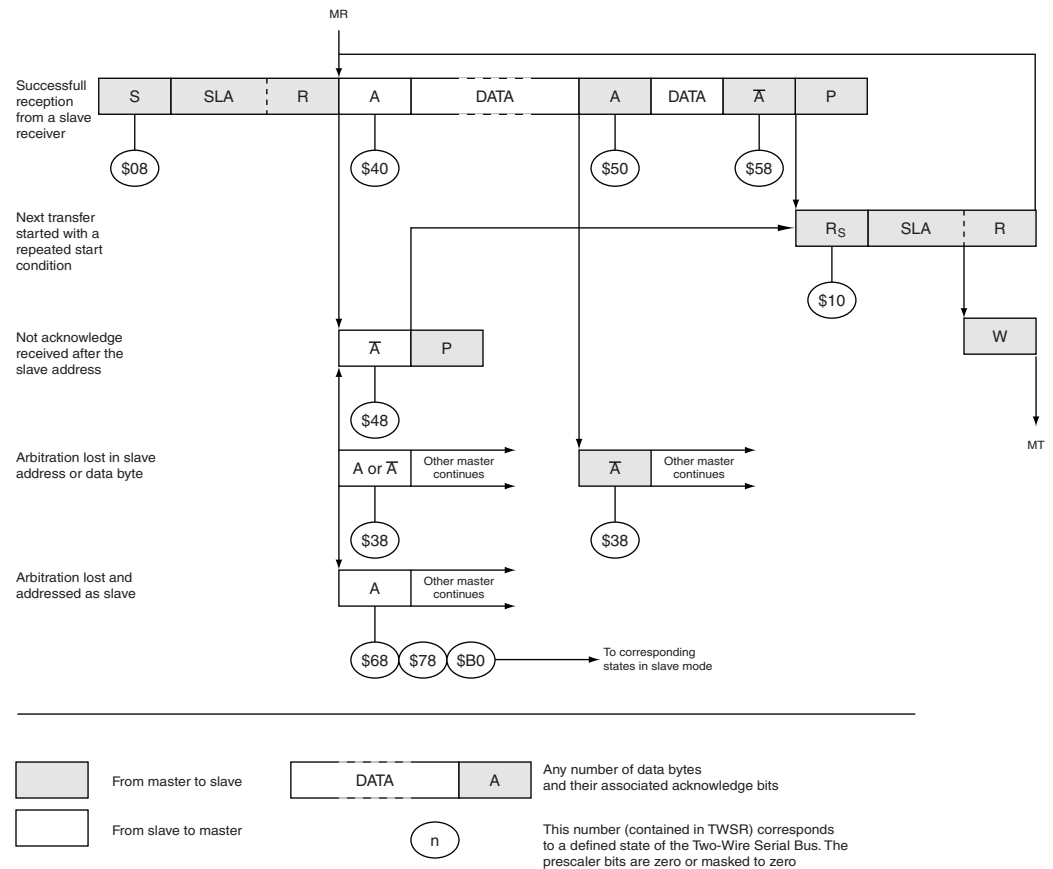 MR
Successfull
reception
from a slave
receiver
S SLA R A DATA A DATA A̅ P
$08 $40 $50 $58
Next transfer
started with a
repeated start
condition
RS SLA R
$10
Not acknowledge
received after the
slave address
A̅ P
W
$48
MT
Arbitration lost in slave
address or data byte
A or A̅ Other master
continues
A̅ Other master
continues
$38 $38
Arbitration lost and
addressed as slave
A Other master
continues
$68 $78 $B0
To corresponding
states in slave mode
From master to slave
DATA A
Any number of data bytes
and their associated acknowledge bits
From slave to master
n
This number (contained in TWSR) corresponds
to a defined state of the Two-Wire Serial Bus. The
prescaler bits are zero or masked to zero